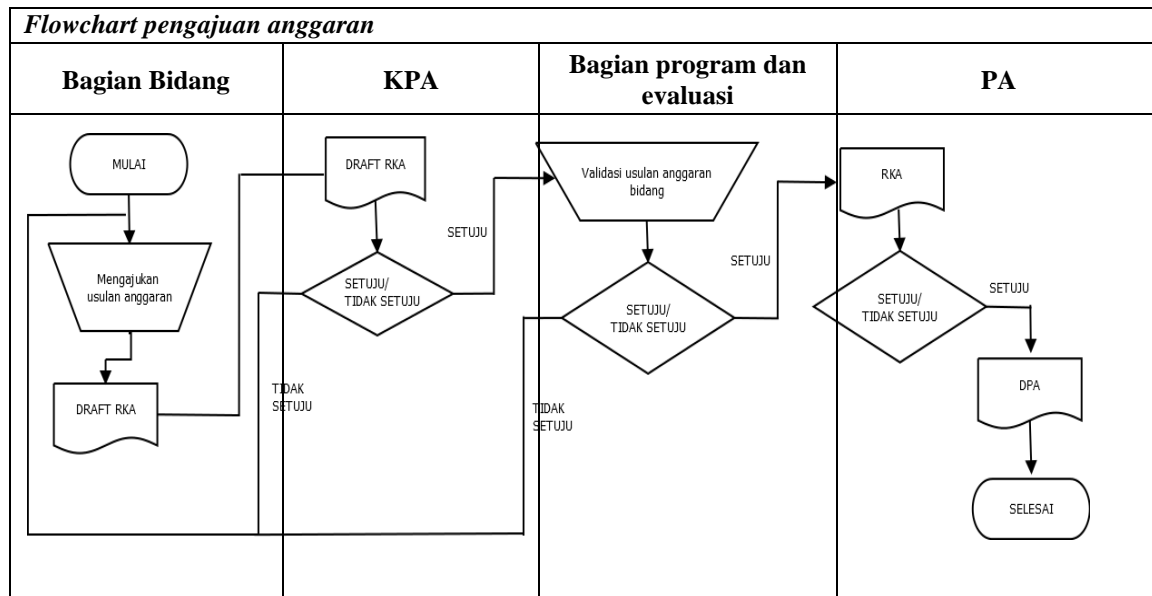 Flowchart pengajuan anggaran
Bagian Bidang
KPA
Bagian program dan
evaluasi
PA
MULAI
Mengajukan
usulan anggaran
DRAFT RKA
TIDAK
SETUJU
DRAFT RKA
SETUJU/
TIDAK SETUJU
SETUJU
Validasi usulan anggaran
bidang
SETUJU/
TIDAK SETUJU
SETUJU
TIDAK
SETUJU
RKA
SETUJU/
TIDAK SETUJU
SETUJU
DPA
SELESAI